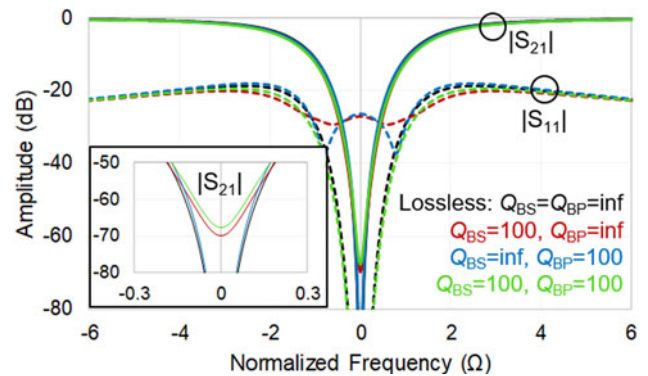 0
-20
-40
-60
-80
Amplitude (dB)
|S21|
|S11|
-50
-60
-70
-80
|S21|
-0.3 0 0.3
Lossless: QBS=QBP=inf
QBS=100, QBP=inf
QBS=inf, QBP=100
QBS=100, QBP=100
-6 -4 -2 0 2 4 6
Normalized Frequency (Ω)